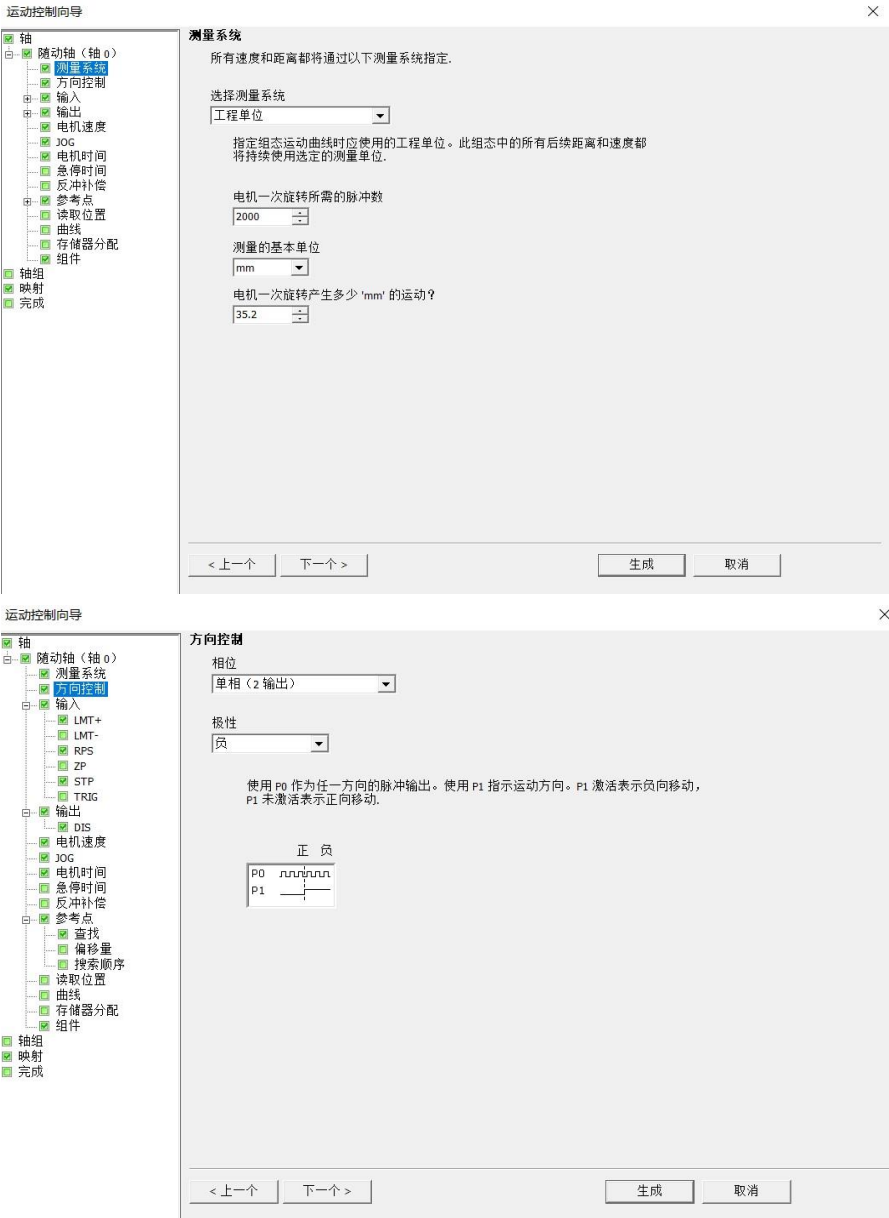 运动控制向导
轴
随动轴（轴 0）
测量系统
方向控制
输入
输出
电机速度
JOG
电机时间
急停时间
反冲补偿
参考点
读取位置
曲线
存储器分配
组件
轴组
映射
完成
测量系统
所有速度和距离都将通过以下测量系统指定.
选择测量系统
工程单位
指定组态运动曲线时应使用的工程单位。此组态中的所有后续距离和速度都
将持续使用选定的测量单位.
电机一次旋转所需的脉冲数
2000
测量的基本单位
mm
电机一次旋转产生多少 'mm' 的运动？
35.2
< 上一个
下一个 >
生成
取消
运动控制向导
轴
随动轴（轴 0）
测量系统
方向控制
输入
LMT+
LMT-
RPS
ZP
STP
TRIG
输出
DIS
电机速度
JOG
电机时间
急停时间
反冲补偿
参考点
查找
偏移量
搜索顺序
读取位置
曲线
存储器分配
组件
轴组
映射
完成
方向控制
相位
单相（2 输出）
极性
负
使用 P0 作为任一方向的脉冲输出。使用 P1 指示运动方向。P1 激活表示负向移动，
P1 未激活表示正向移动.
正 负
P0
P1
< 上一个
下一个 >
生成
取消